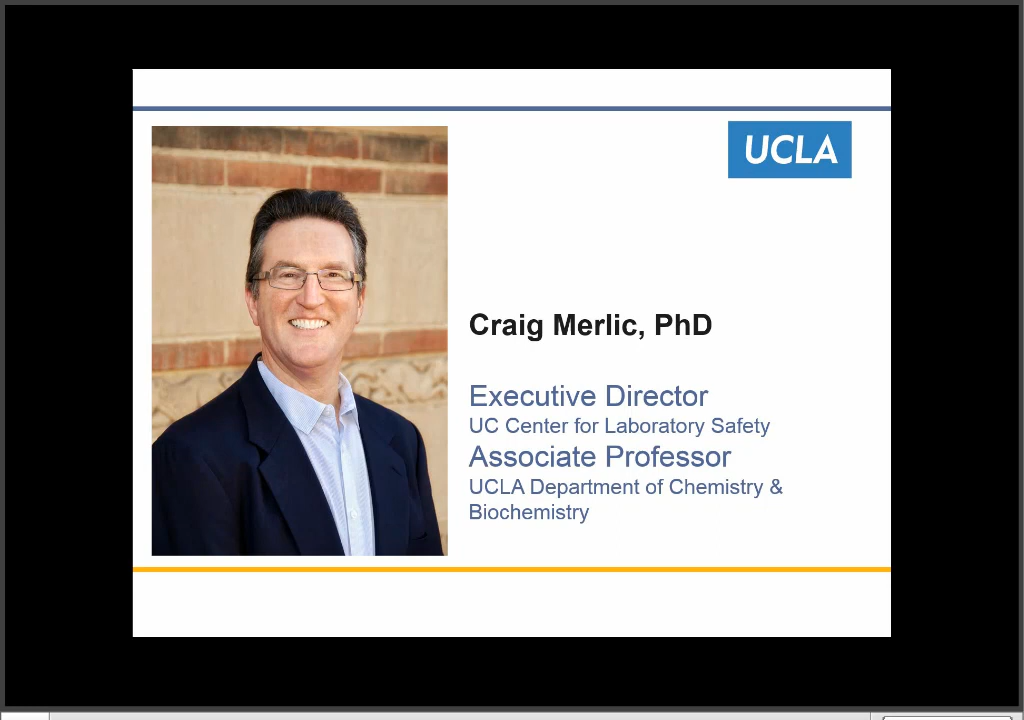 UCLA
Craig Merlic, PhD
Executive Director
UC Center for Laboratory Safety
Associate Professor
UCLA Department of Chemistry &
Biochemistry